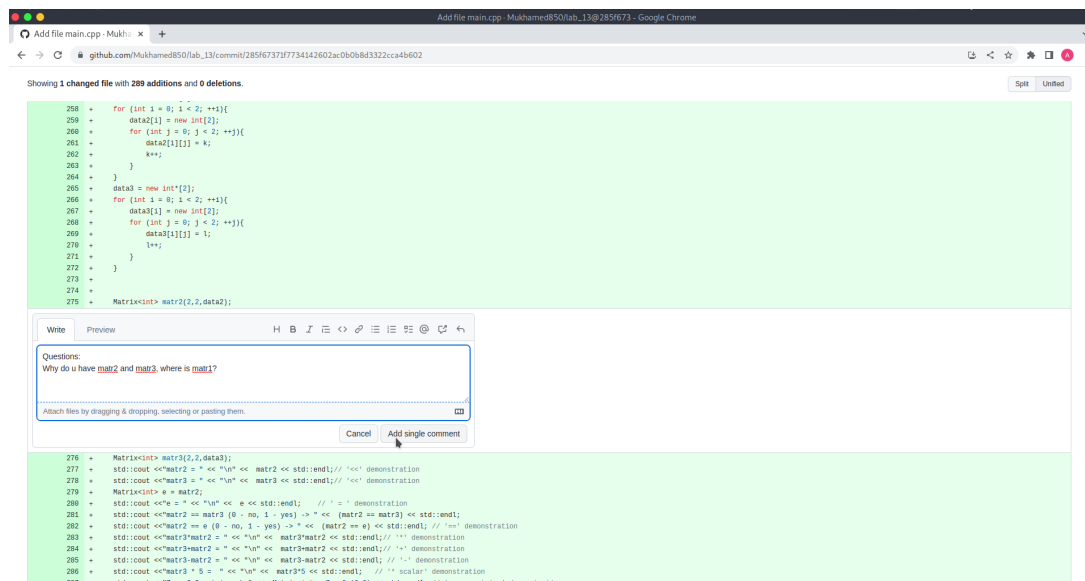 Add file main.cpp · Mukhamed850/lab_13@285f673 - Google Chrome
Add file main.cpp · Mukha
github.com/Mukhamed850/lab_13/commit/285f67371f7734142602ac0b0b8d3322cca4b602
A
Showing 1 changed file with 289 additions and 0 deletions.
Split Unified
258 + for (int i = 0; i < 2; ++i){
259 + data2[i] = new int[2];
260 + for (int j = 0; j < 2; ++j){
261 + data2[i][j] = k;
262 + k++;
263 + }
264 + }
265 + data3 = new int*[2];
266 + for (int i = 0; i < 2; ++i){
267 + data3[i] = new int[2];
268 + for (int j = 0; j < 2; ++j){
269 + data3[i][j] = l;
270 + l++;
271 + }
272 + }
273 +
274 +
275 + Matrix<int> matr2(2,2,data2);
Write Preview
Questions:
Why do u have matr2 and matr3, where is matr1?
Attach files by dragging & dropping, selecting or pasting them.
Cancel Add single comment
276 + Matrix<int> matr3(2,2,data3);
277 + std::cout <<"matr2 = " << "\n" << matr2 << std::endl;// '<<' demonstration
278 + std::cout <<"matr3 = " << "\n" << matr3 << std::endl;// '<<' demonstration
279 + Matrix<int> e = matr2;
280 + std::cout <<"e = " << "\n" << e << std::endl; // ' = ' demonstration
281 + std::cout <<"matr2 == matr3 (0 - no, 1 - yes) -> " << (matr2 == matr3) << std::endl;
282 + std::cout <<"matr2 == e (0 - no, 1 - yes) -> " << (matr2 == e) << std::endl; // '==' demonstration
283 + std::cout <<"matr3*matr2 = " << "\n" << matr3*matr2 << std::endl;// '*' demonstration
284 + std::cout <<"matr3+matr2 = " << "\n" << matr3+matr2 << std::endl; // '+' demonstration
285 + std::cout <<"matr3-matr2 = " << "\n" << matr3-matr2 << std::endl; // '-' demonstration
286 + std::cout <<"matr3 * 5 = " << "\n" << matr3*5 << std::endl; // '* scalar' demonstration